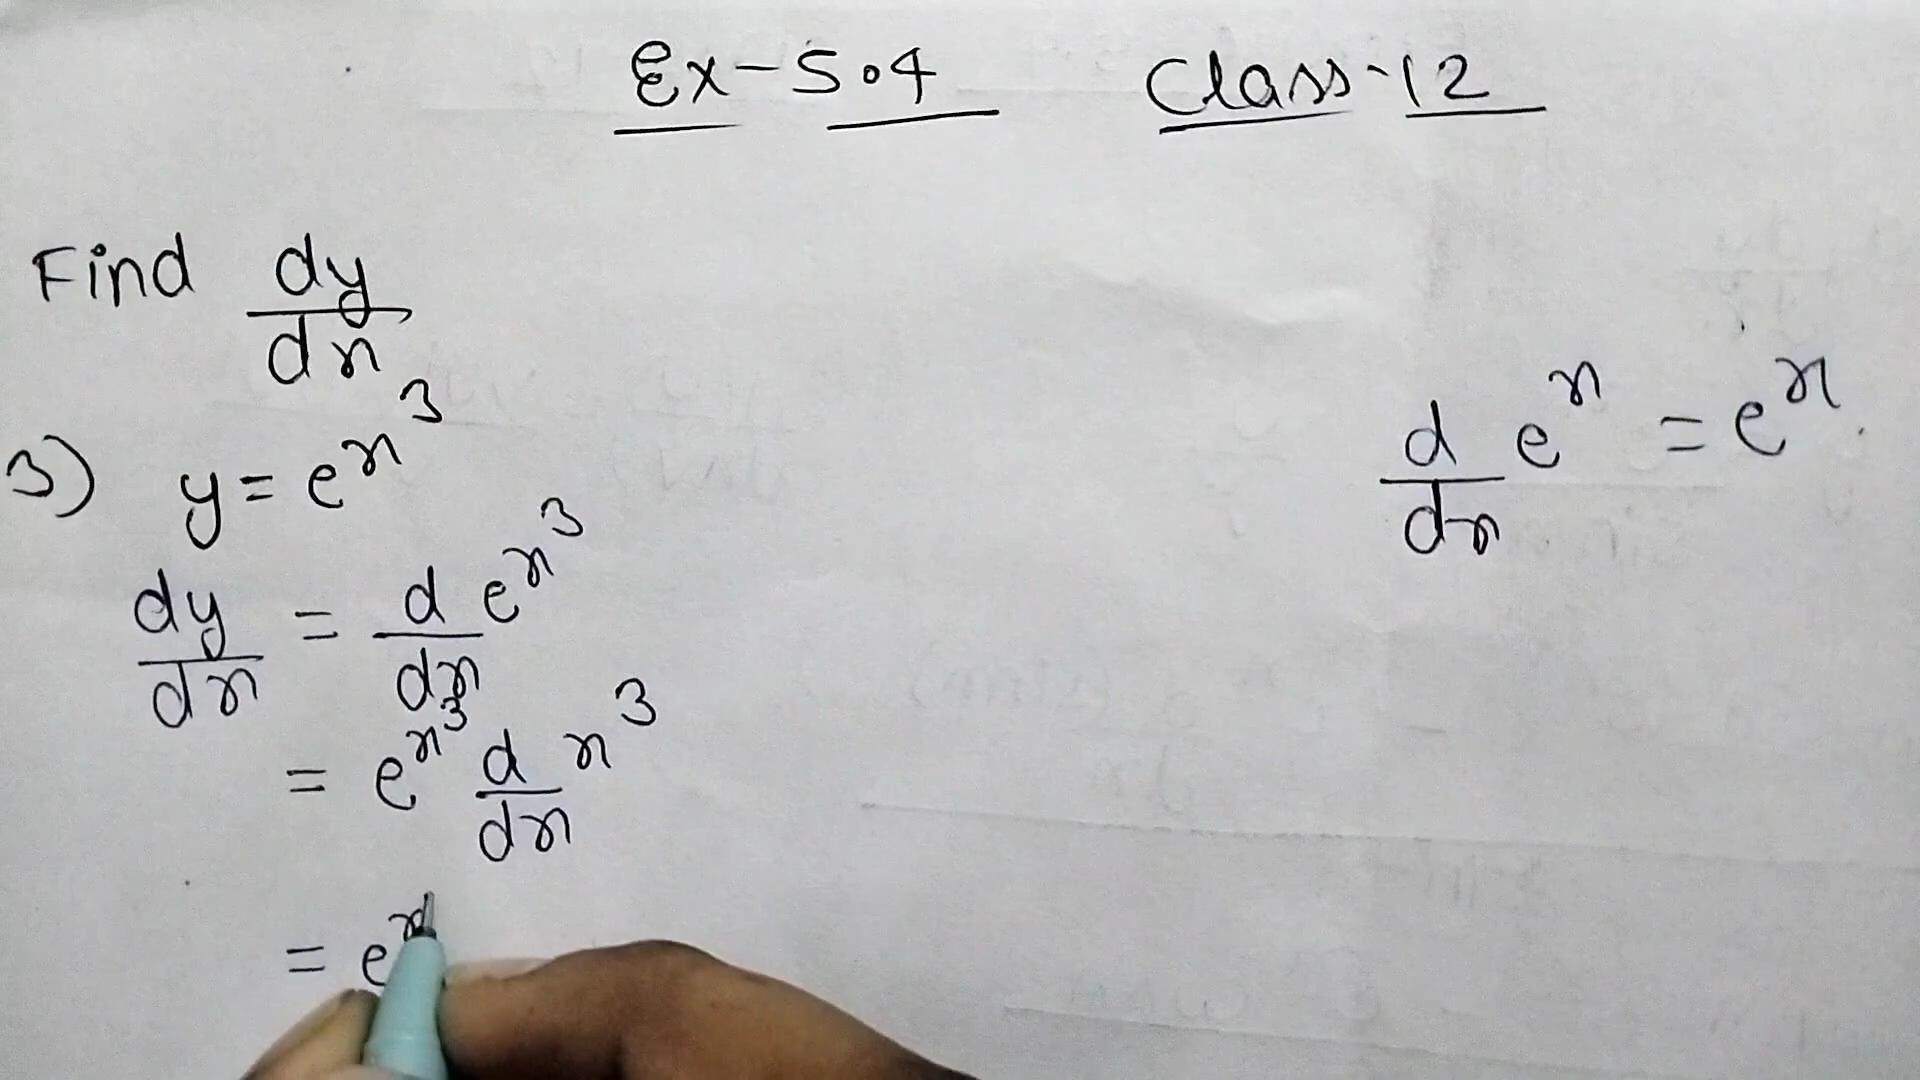 Ex-5.4 Class-12
Find dy/dx
3) y = e^x^3
d/dx e^x = e^x.
dy/dx = d/dx e^x^3
= e^x^3 d/dx x^3
= e^x